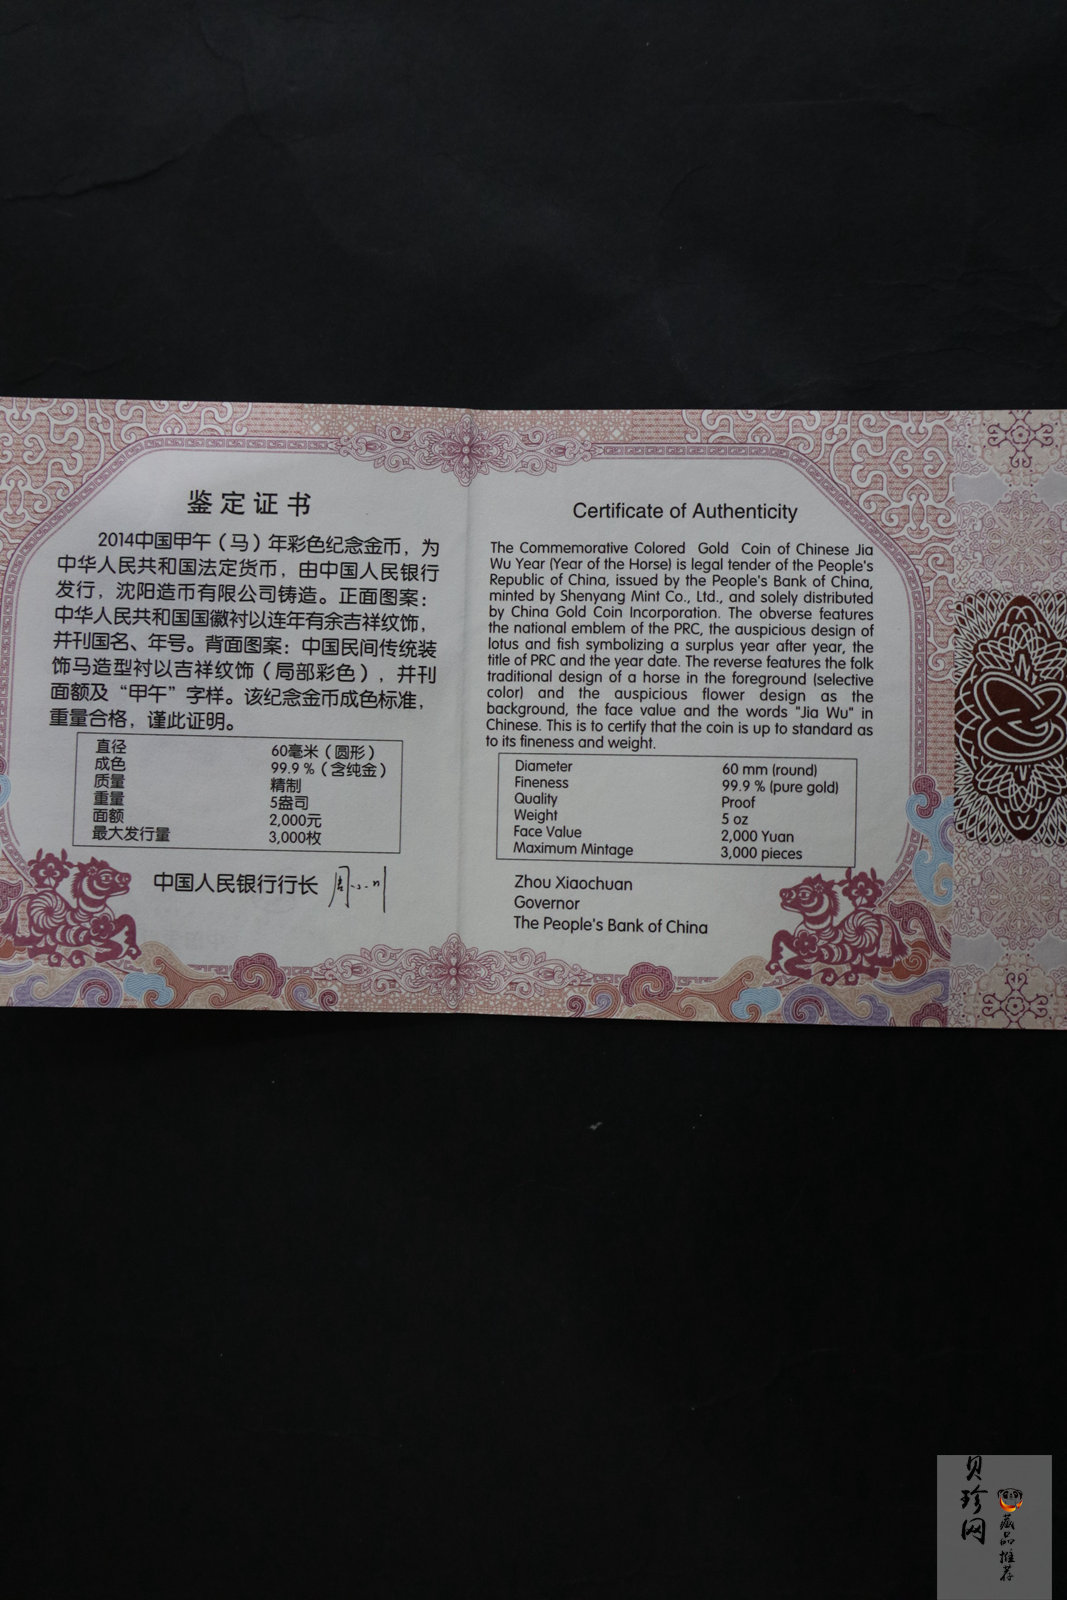 鉴定证书
2014中国甲午（马）年彩色纪念金币，为
中华人民共和国法定货币，由中国人民银行
发行，沈阳造币有限公司铸造。正面图案：
中华人民共和国国徽衬以连年有余吉祥纹饰，
并刊国名、年号。背面图案：中国民间传统装
饰马造型衬以吉祥纹饰（局部彩色），并刊
面额及“甲午”字样。该纪念金币成色标准，
重量合格，谨此证明。
直径 60毫米（圆形）
成色 99.9％（含纯金）
质量 精制
重量 5盎司
面额 2,000元
最大发行量 3,000枚
中国人民银行行长 周小川
Certificate of Authenticity
The Commemorative Colored Gold Coin of Chinese Jia
Wu Year (Year of the Horse) is legal tender of the People's
Republic of China, issued by the People's Bank of China,
minted by Shenyang Mint Co., Ltd., and solely distributed
by China Gold Coin Incorporation. The obverse features
the national emblem of the PRC, the auspicious design of
lotus and fish symbolizing a surplus year after year, the
title of PRC and the year date. The reverse features the folk
traditional design of a horse in the foreground (selective
color) and the auspicious flower design as the
background, the face value and the words "Jia Wu" in
Chinese. This is to certify that the coin is up to standard as
to its fineness and weight.
Diameter 60 mm (round)
Fineness 99.9 % (pure gold)
Quality Proof
Weight 5 oz
Face Value 2,000 Yuan
Maximum Mintage 3,000 pieces
Zhou Xiaochuan
Governor
The People's Bank of China
贝珍网
藏品推荐